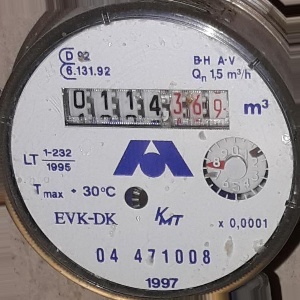 D 92
6.131.92
B-H A-V
Qn 1,5 m³/h
0114369 m³
LT 1-232/1995
Tmax + 30°C
EVK-DK KMT x 0,0001
04 471008
1997